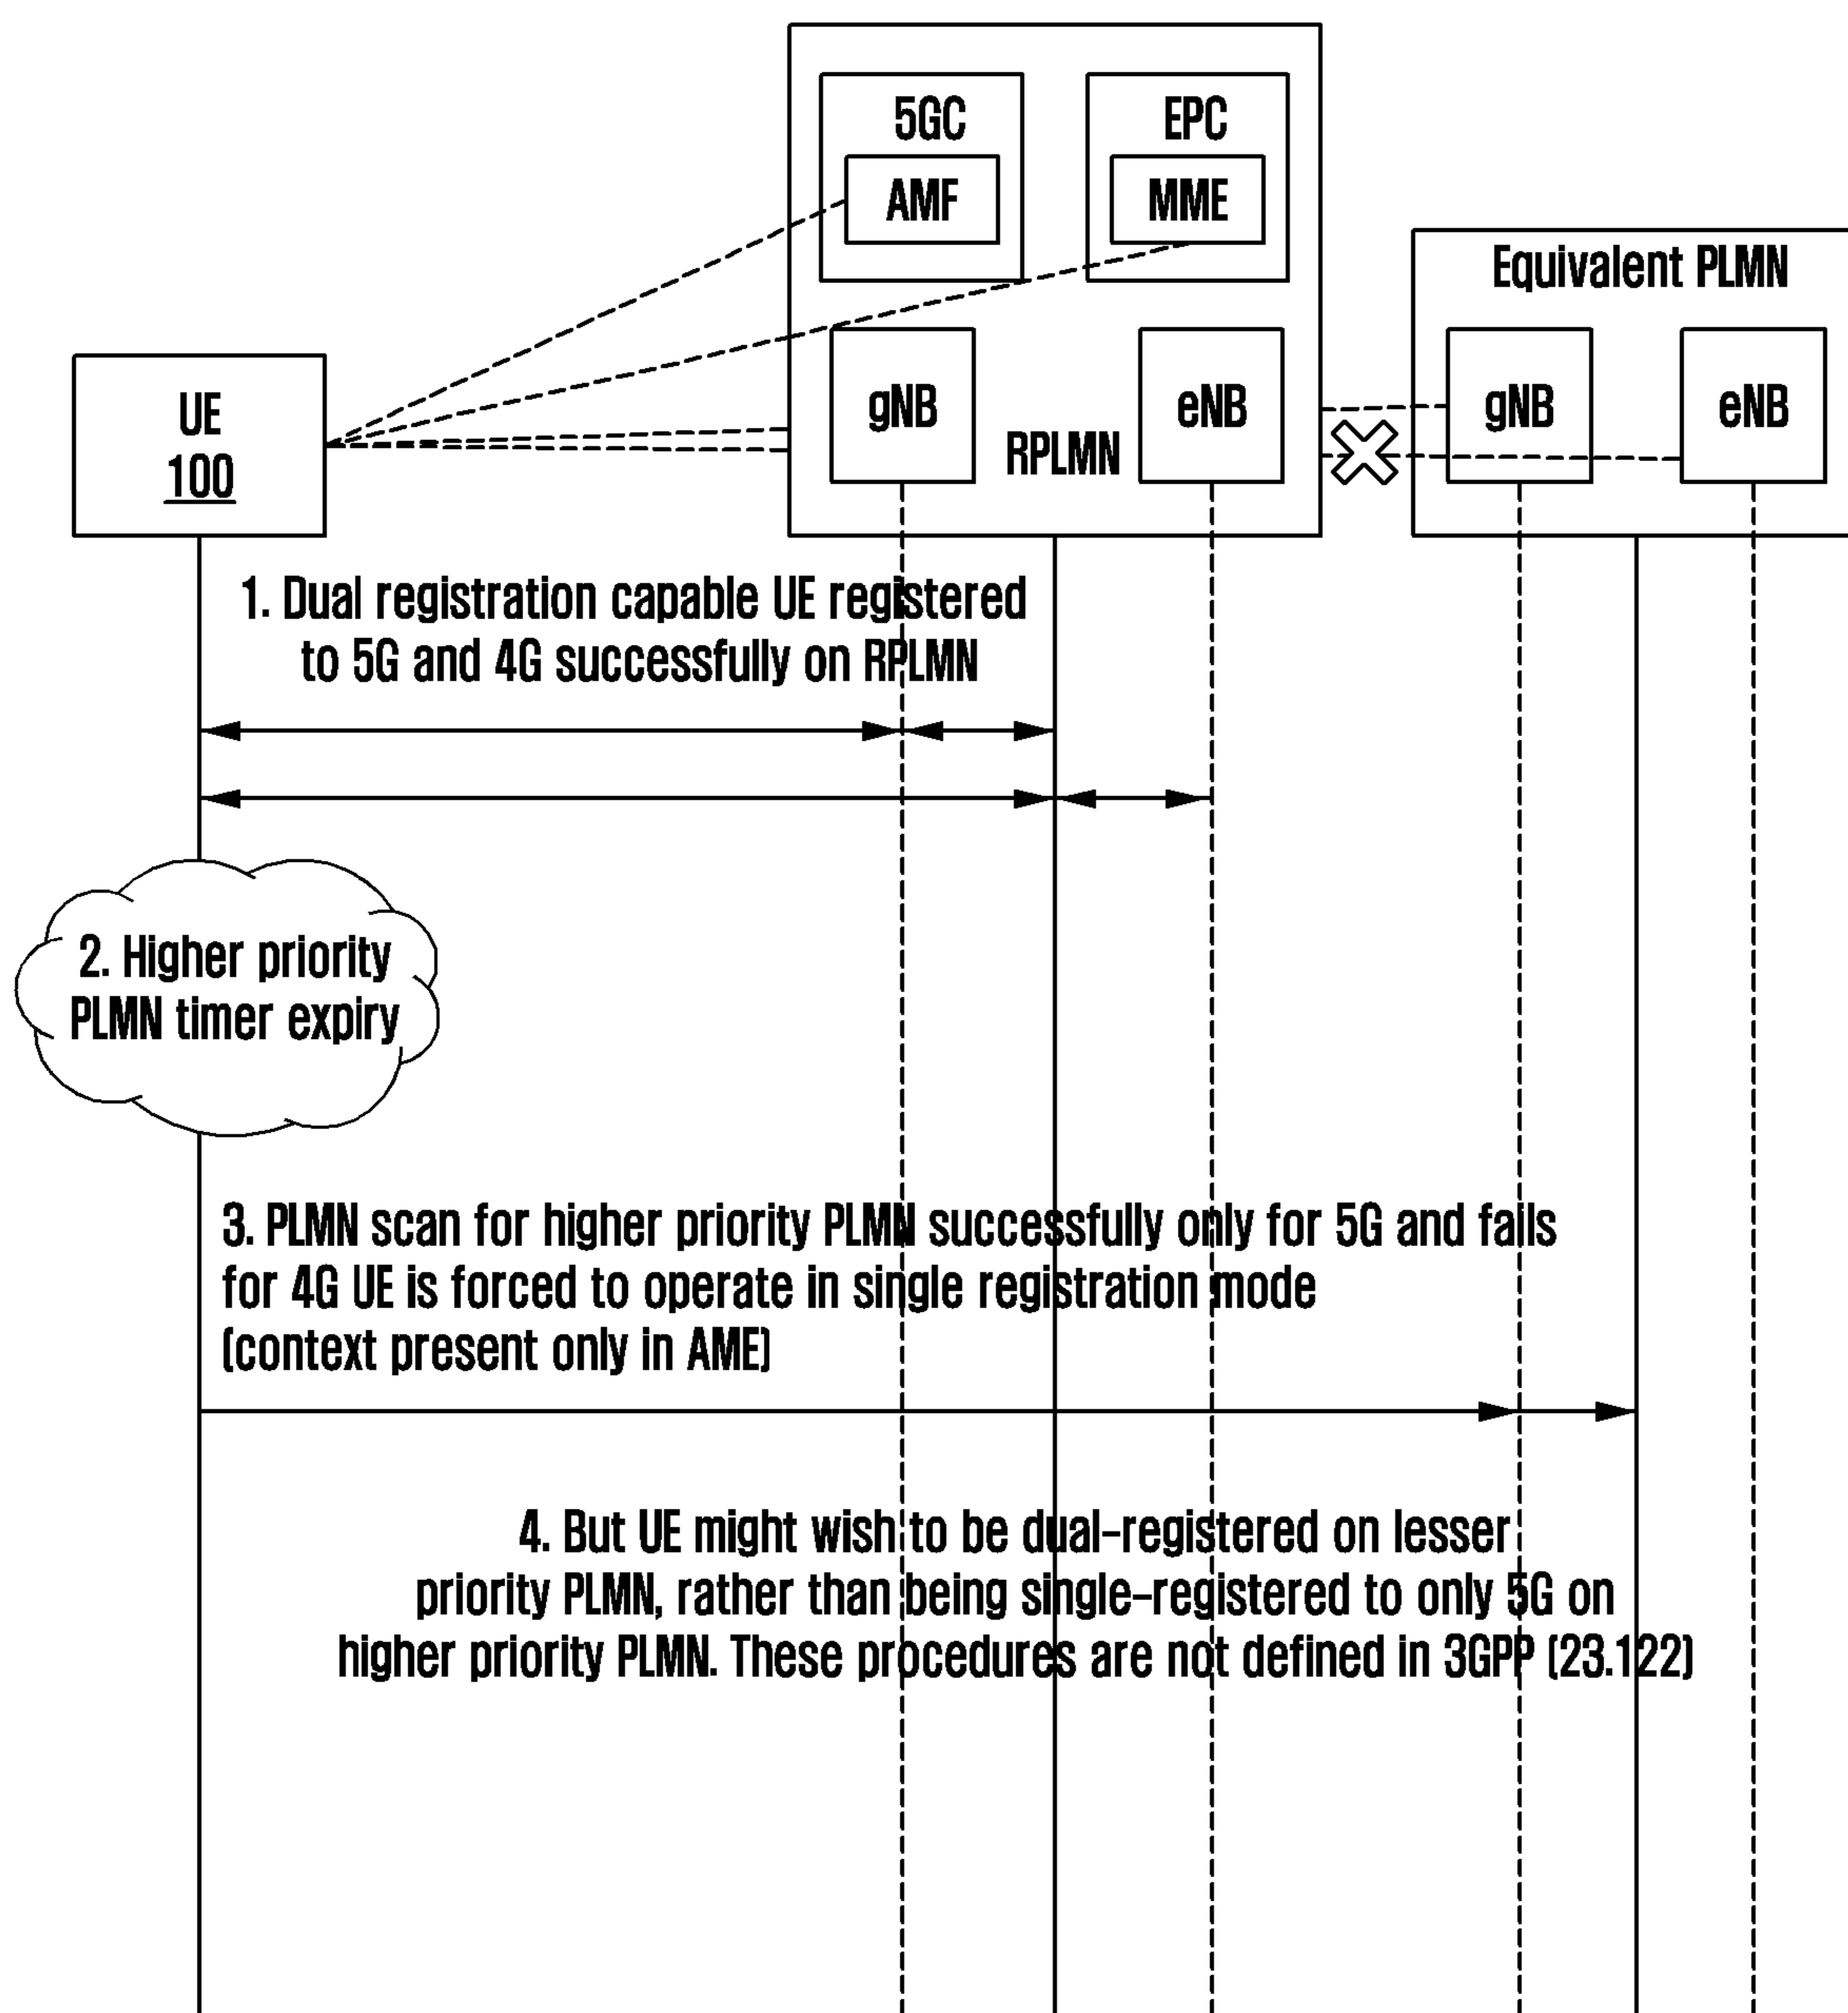 5GC
EPC
AMF
MME
Equivalent PLMN
UE
100
gNB
RPLMN
eNB
gNB
eNB
1. Dual registration capable UE registered
to 5G and 4G successfully on RPLMN
2. Higher priority
PLMN timer expiry
3. PLMN scan for higher priority PLMN successfully only for 5G and fails
for 4G UE is forced to operate in single registration mode
(context present only in AME)
4. But UE might wish to be dual-registered on lesser
priority PLMN, rather than being single-registered to only 5G on
higher priority PLMN. These procedures are not defined in 3GPP (23.122)